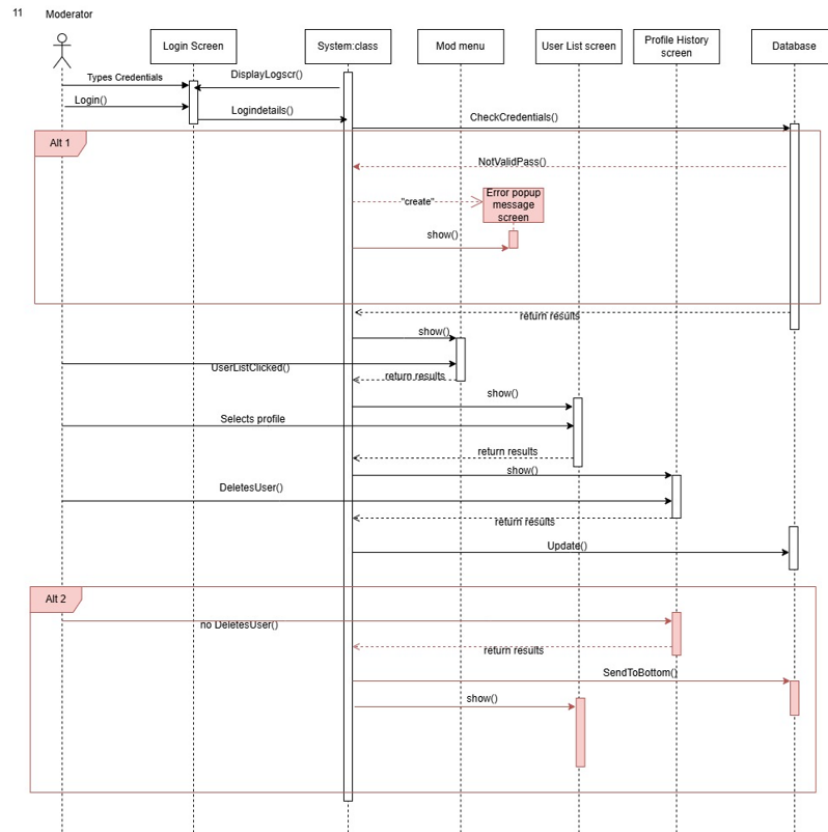 11
Moderator
Login Screen
System:class
Mod menu
User List screen
Profile History
screen
Database
Types Credentials
DisplayLogscr()
Login()
Logindetails()
CheckCredentials()
Alt 1
NotValidPass()
"create"
Error popup
message
screen
show()
return results
show()
UserListClicked()
return results
show()
Selects profile
return results
show()
DeletesUser()
return results
Update()
Alt 2
no DeletesUser()
return results
SendToBottom()
show()